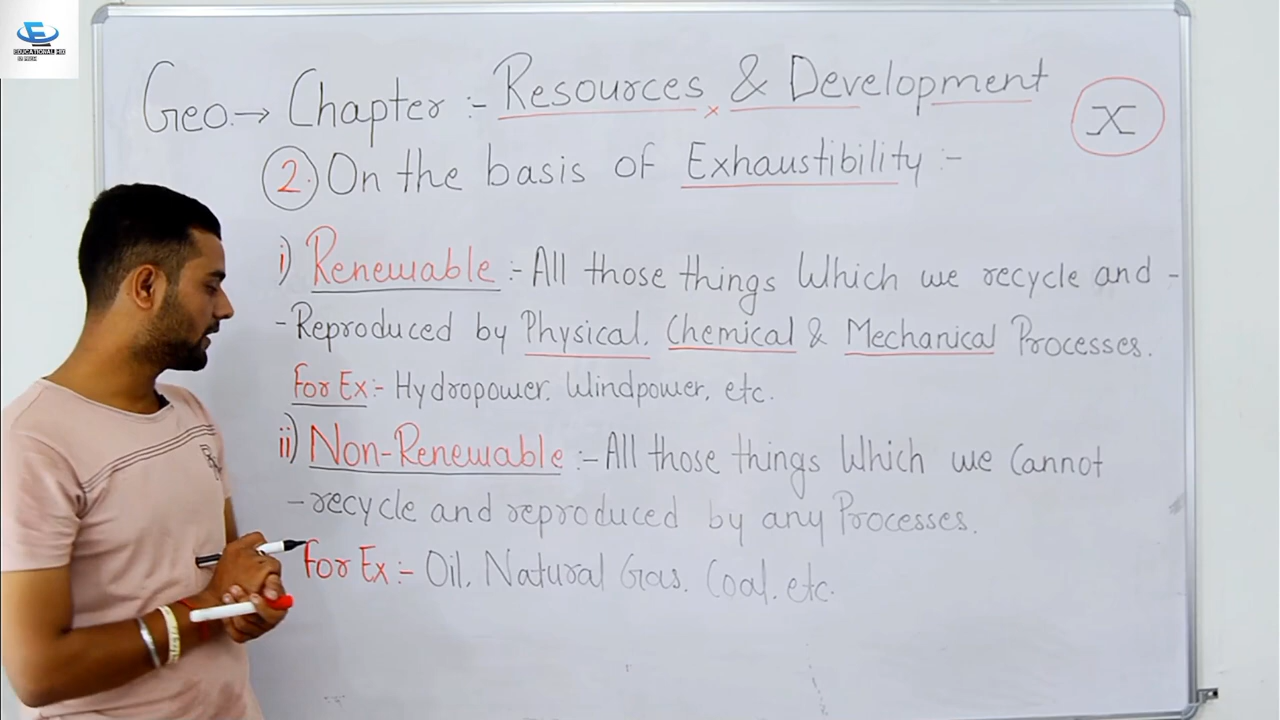 EDUCATIONAL HIX
Geo. → Chapter :- Resources & Development
X
2. On the basis of Exhaustibility :-
i) Renewable :- All those things Which we recycle and -
- Reproduced by Physical, Chemical & Mechanical Processes.
For Ex :- Hydropower, Windpower, etc.
ii) Non-Renewable :- All those things Which we Cannot
- recycle and reproduced by any Processes.
For Ex :- Oil, Natural Gas, Coal, etc.